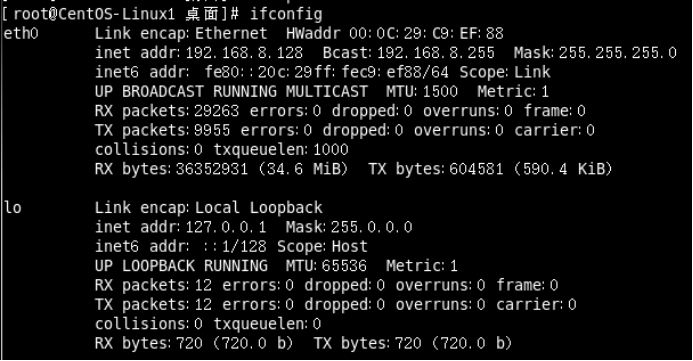 [root@CentOS-Linux1 桌面]# ifconfig
eth0 Link encap:Ethernet HWaddr 00:0C:29:C9:EF:88
inet addr:192.168.8.128 Bcast:192.168.8.255 Mask:255.255.255.0
inet6 addr: fe80::20c:29ff:fec9:ef88/64 Scope:Link
UP BROADCAST RUNNING MULTICAST MTU:1500 Metric:1
RX packets:29263 errors:0 dropped:0 overruns:0 frame:0
TX packets:9955 errors:0 dropped:0 overruns:0 carrier:0
collisions:0 txqueuelen:1000
RX bytes:36352931 (34.6 MiB) TX bytes:604581 (590.4 KiB)
lo Link encap:Local Loopback
inet addr:127.0.0.1 Mask:255.0.0.0
inet6 addr: ::1/128 Scope:Host
UP LOOPBACK RUNNING MTU:65536 Metric:1
RX packets:12 errors:0 dropped:0 overruns:0 frame:0
TX packets:12 errors:0 dropped:0 overruns:0 carrier:0
collisions:0 txqueuelen:0
RX bytes:720 (720.0 b) TX bytes:720 (720.0 b)